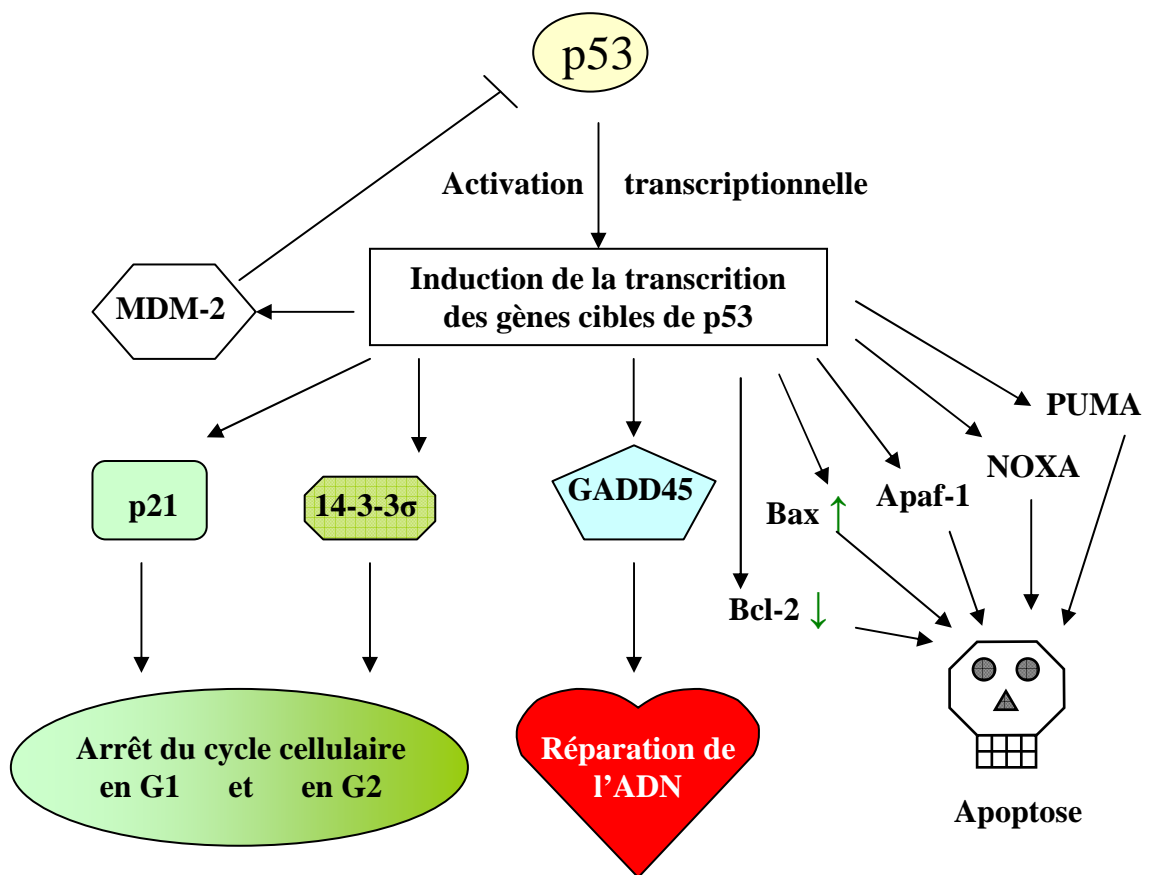 p53
Activation transcriptionnelle
Induction de la transcrition
des gènes cibles de p53
MDM-2
PUMA
NOXA
p21
14-3-3σ
GADD45
Apaf-1
Bax ↑
Bcl-2 ↓
Arrêt du cycle cellulaire
en G1 et en G2
Réparation de
l’ADN
Apoptose